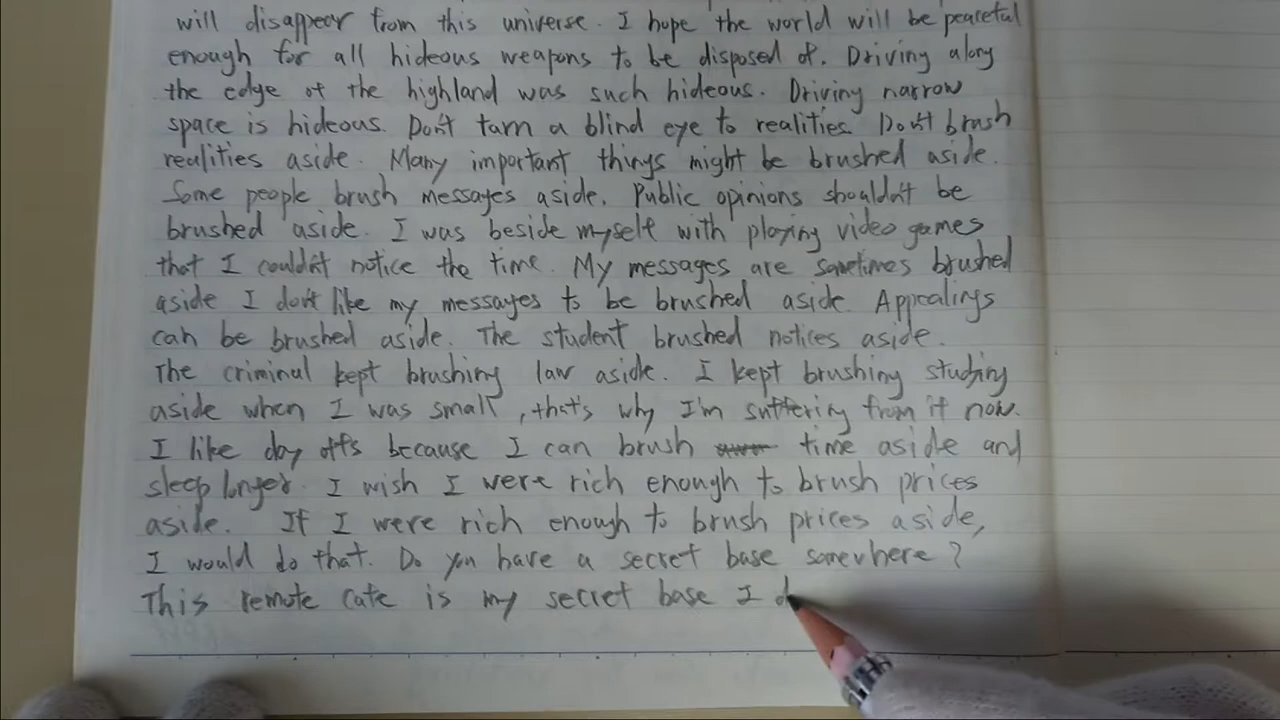 will disappear from this universe. I hope the world will be peaceful
enough for all hideous weapons to be disposed of. Driving along
the edge of the highland was such hideous. Driving narrow
space is hideous. Don't turn a blind eye to realities. Don't brush
realities aside. Many important things might be brushed aside.
Some people brush messages aside. Public opinions shouldn't be
brushed aside. I was beside myself with playing video games
that I couldn't notice the time. My messages are sometimes brushed
aside I don't like my messages to be brushed aside. Appealings
can be brushed aside. The student brushed notices aside.
The criminal kept brushing law aside. I kept brushing studying
aside when I was small, that's why I'm suffering from it now.
I like day offs because I can brush time aside and
sleep longer. I wish I were rich enough to brush prices
aside. If I were rich enough to brush prices aside,
I would do that. Do you have a secret base somewhere?
This remote cafe is my secret base I d